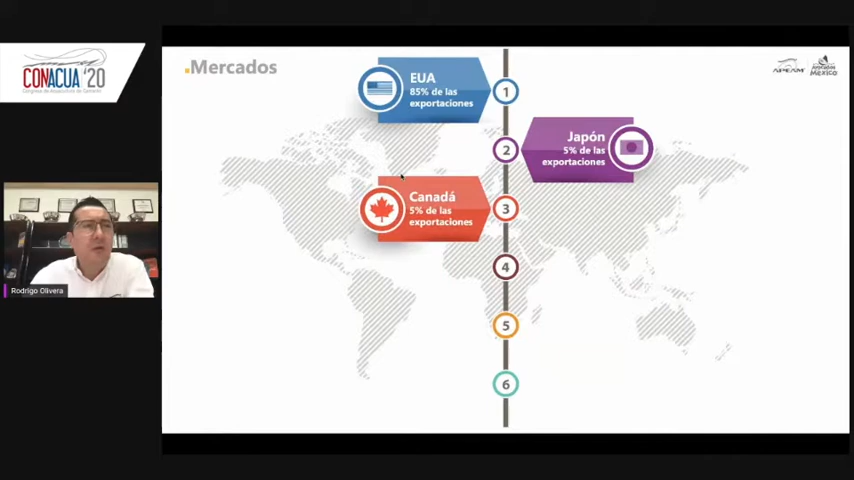 CONACUA '20
Mercados
APEAM
México
EUA
85% de las
exportaciones
1
2
Japón
5% de las
exportaciones
Canadá
5% de las
exportaciones
3
4
5
6
Rodrigo Olivera